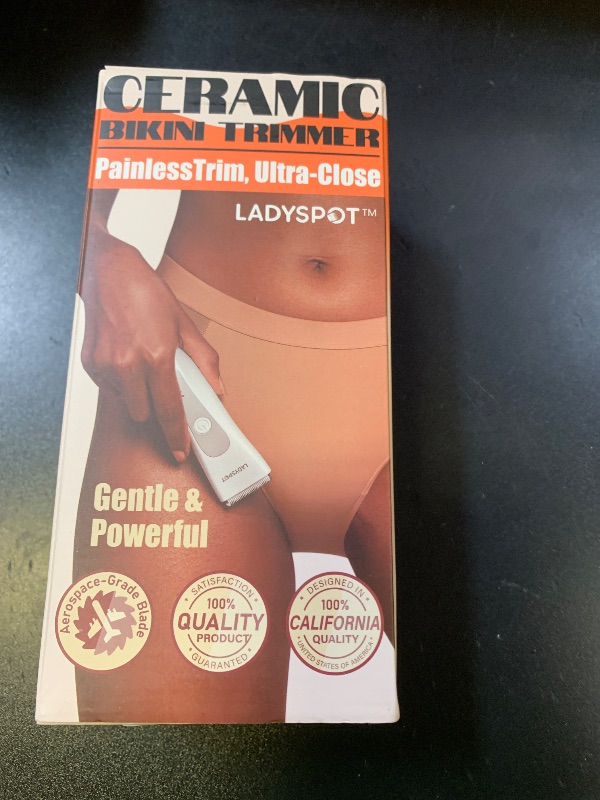 CERAMIC
BIKINI TRIMMER
PainlessTrim, Ultra-Close
LADYSPOT™
LADYSPOT
Gentle &
Powerful
Aerospace-Grade Blade
SATISFACTION
100%
QUALITY
PRODUCT
GUARANTED
DESIGNED IN
100%
CALIFORNIA
QUALITY
UNITED STATES OF AMERICA